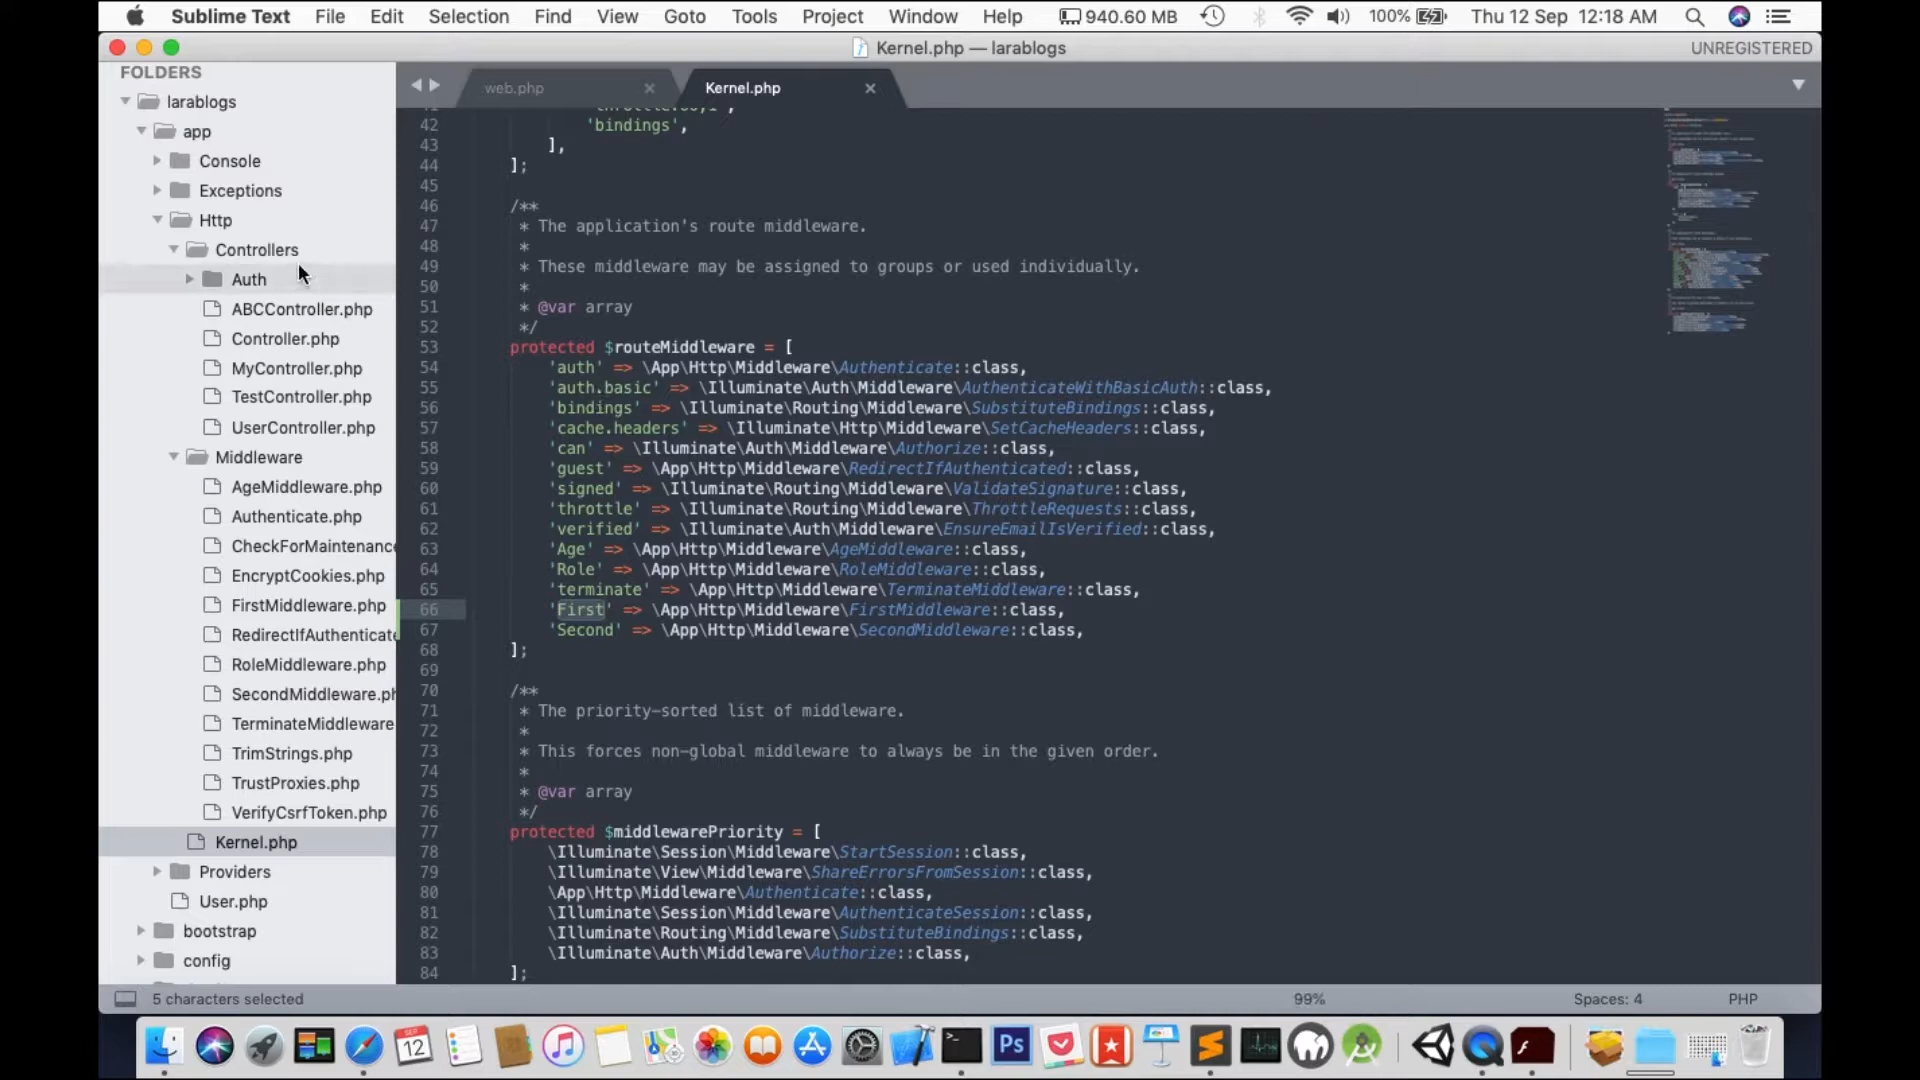 Sublime Text File Edit Selection Find View Goto Tools Project Window Help 940.60 MB 100% Thu 12 Sep 12:18 AM
Kernel.php — larablogs UNREGISTERED
FOLDERS
larablogs
app
Console
Exceptions
Http
Controllers
Auth
ABCController.php
Controller.php
MyController.php
TestController.php
UserController.php
Middleware
AgeMiddleware.php
Authenticate.php
CheckForMaintenance
EncryptCookies.php
FirstMiddleware.php
RedirectIfAuthenticate
RoleMiddleware.php
SecondMiddleware.ph
TerminateMiddleware
TrimStrings.php
TrustProxies.php
VerifyCsrfToken.php
Kernel.php
Providers
User.php
bootstrap
config
web.php Kernel.php
42 'bindings',
43 ],
44 ];
45
46 /**
47 * The application's route middleware.
48 *
49 * These middleware may be assigned to groups or used individually.
50 *
51 * @var array
52 */
53 protected $routeMiddleware = [
54 'auth' => \App\Http\Middleware\Authenticate::class,
55 'auth.basic' => \Illuminate\Auth\Middleware\AuthenticateWithBasicAuth::class,
56 'bindings' => \Illuminate\Routing\Middleware\SubstituteBindings::class,
57 'cache.headers' => \Illuminate\Http\Middleware\SetCacheHeaders::class,
58 'can' => \Illuminate\Auth\Middleware\Authorize::class,
59 'guest' => \App\Http\Middleware\RedirectIfAuthenticated::class,
60 'signed' => \Illuminate\Routing\Middleware\ValidateSignature::class,
61 'throttle' => \Illuminate\Routing\Middleware\ThrottleRequests::class,
62 'verified' => \Illuminate\Auth\Middleware\EnsureEmailIsVerified::class,
63 'Age' => \App\Http\Middleware\AgeMiddleware::class,
64 'Role' => \App\Http\Middleware\RoleMiddleware::class,
65 'terminate' => \App\Http\Middleware\TerminateMiddleware::class,
66 'First' => \App\Http\Middleware\FirstMiddleware::class,
67 'Second' => \App\Http\Middleware\SecondMiddleware::class,
68 ];
69
70 /**
71 * The priority-sorted list of middleware.
72 *
73 * This forces non-global middleware to always be in the given order.
74 *
75 * @var array
76 */
77 protected $middlewarePriority = [
78 \Illuminate\Session\Middleware\StartSession::class,
79 \Illuminate\View\Middleware\ShareErrorsFromSession::class,
80 \App\Http\Middleware\Authenticate::class,
81 \Illuminate\Session\Middleware\AuthenticateSession::class,
82 \Illuminate\Routing\Middleware\SubstituteBindings::class,
83 \Illuminate\Auth\Middleware\Authorize::class,
84 ];
5 characters selected 99% Spaces: 4 PHP
SEP
12
Ps